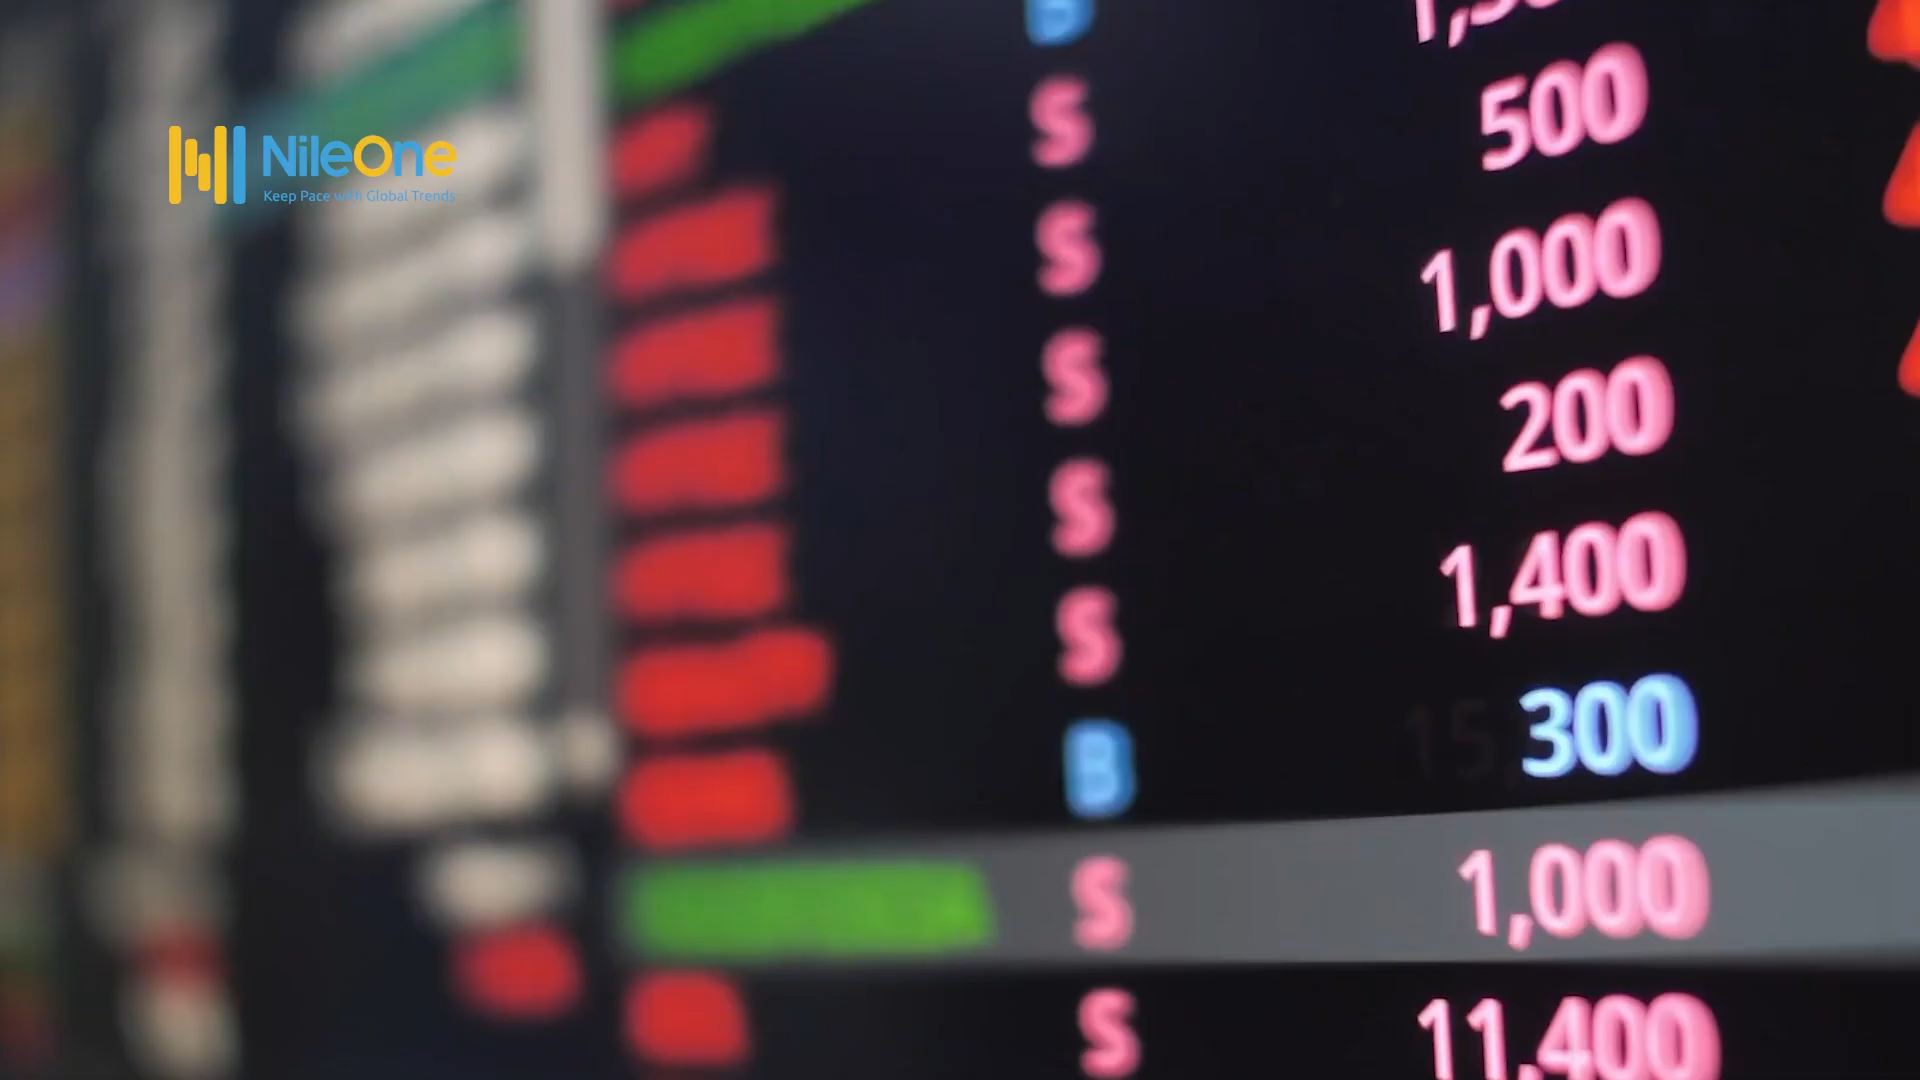 NileOne
Keep Pace with Global Trends
B
S 500
S 1,000
S 200
S 1,400
S
B 300
S 1,000
S 11,400